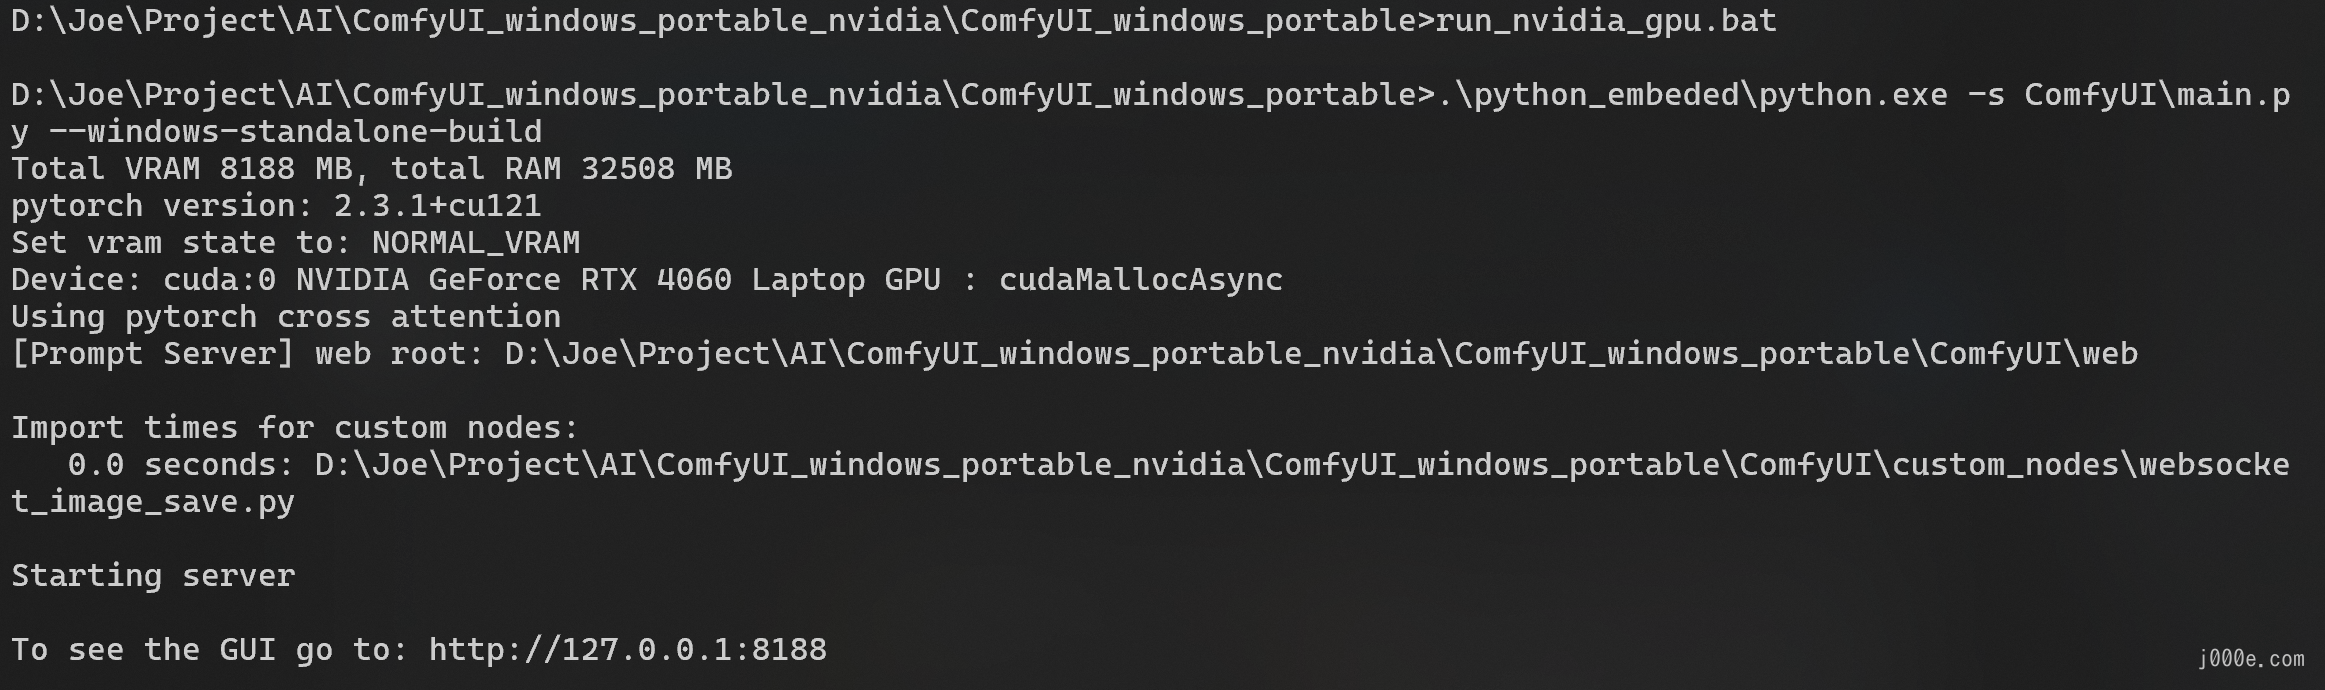 D:\Joe\Project\AI\ComfyUI_windows_portable_nvidia\ComfyUI_windows_portable>run_nvidia_gpu.bat
D:\Joe\Project\AI\ComfyUI_windows_portable_nvidia\ComfyUI_windows_portable>.\python_embeded\python.exe -s ComfyUI\main.p
y --windows-standalone-build
Total VRAM 8188 MB, total RAM 32508 MB
pytorch version: 2.3.1+cu121
Set vram state to: NORMAL_VRAM
Device: cuda:0 NVIDIA GeForce RTX 4060 Laptop GPU : cudaMallocAsync
Using pytorch cross attention
[Prompt Server] web root: D:\Joe\Project\AI\ComfyUI_windows_portable_nvidia\ComfyUI_windows_portable\ComfyUI\web
Import times for custom nodes:
   0.0 seconds: D:\Joe\Project\AI\ComfyUI_windows_portable_nvidia\ComfyUI_windows_portable\ComfyUI\custom_nodes\websocke
t_image_save.py
Starting server
To see the GUI go to: http://127.0.0.1:8188
j000e.com